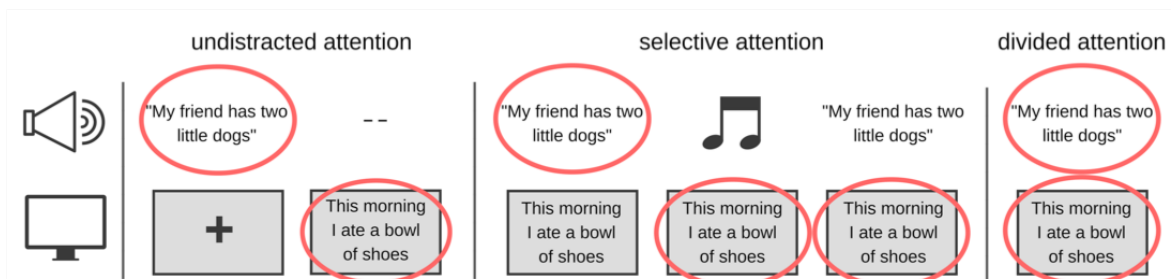 undistracted attention
selective attention
divided attention
"My friend has two
little dogs"
--
"My friend has two
little dogs"
"My friend has two
little dogs"
"My friend has two
little dogs"
+
This morning
I ate a bowl
of shoes
This morning
I ate a bowl
of shoes
This morning
I ate a bowl
of shoes
This morning
I ate a bowl
of shoes
This morning
I ate a bowl
of shoes